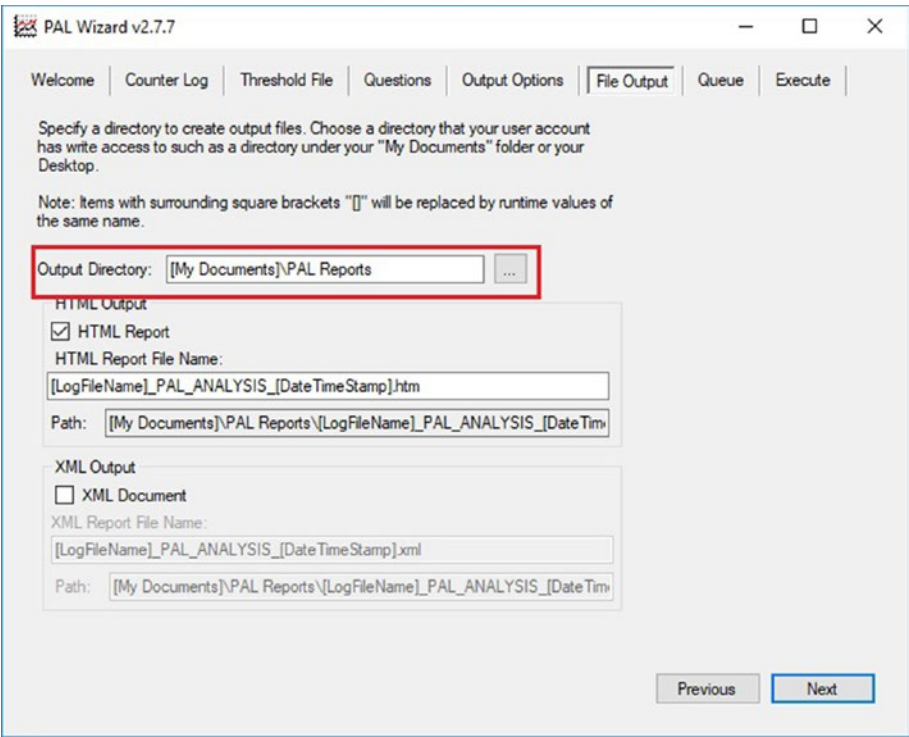 PAL Wizard v2.7.7
Welcome Counter Log Threshold File Questions Output Options File Output Queue Execute
Specify a directory to create output files. Choose a directory that your user account
has write access to such as a directory under your "My Documents" folder or your
Desktop.
Note: Items with surrounding square brackets "[]" will be replaced by runtime values of
the same name.
Output Directory: [My Documents]\PAL Reports ...
HTML Output
HTML Report
HTML Report File Name:
[LogFileName]_PAL_ANALYSIS_[DateTimeStamp].htm
Path: [My Documents]\PAL Reports\[LogFileName]_PAL_ANALYSIS_[DateTim
XML Output
XML Document
XML Report File Name:
[LogFileName]_PAL_ANALYSIS_[DateTimeStamp].xml
Path: [My Documents]\PAL Reports\[LogFileName]_PAL_ANALYSIS_[DateTim
Previous Next